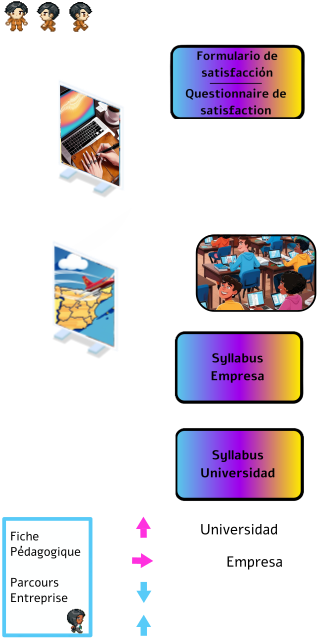 Formulario de
satisfacción
Questionnaire de
satisfaction
Syllabus
Empresa
Syllabus
Universidad
Fiche
Pédagogique
Parcours
Entreprise
Universidad
Empresa